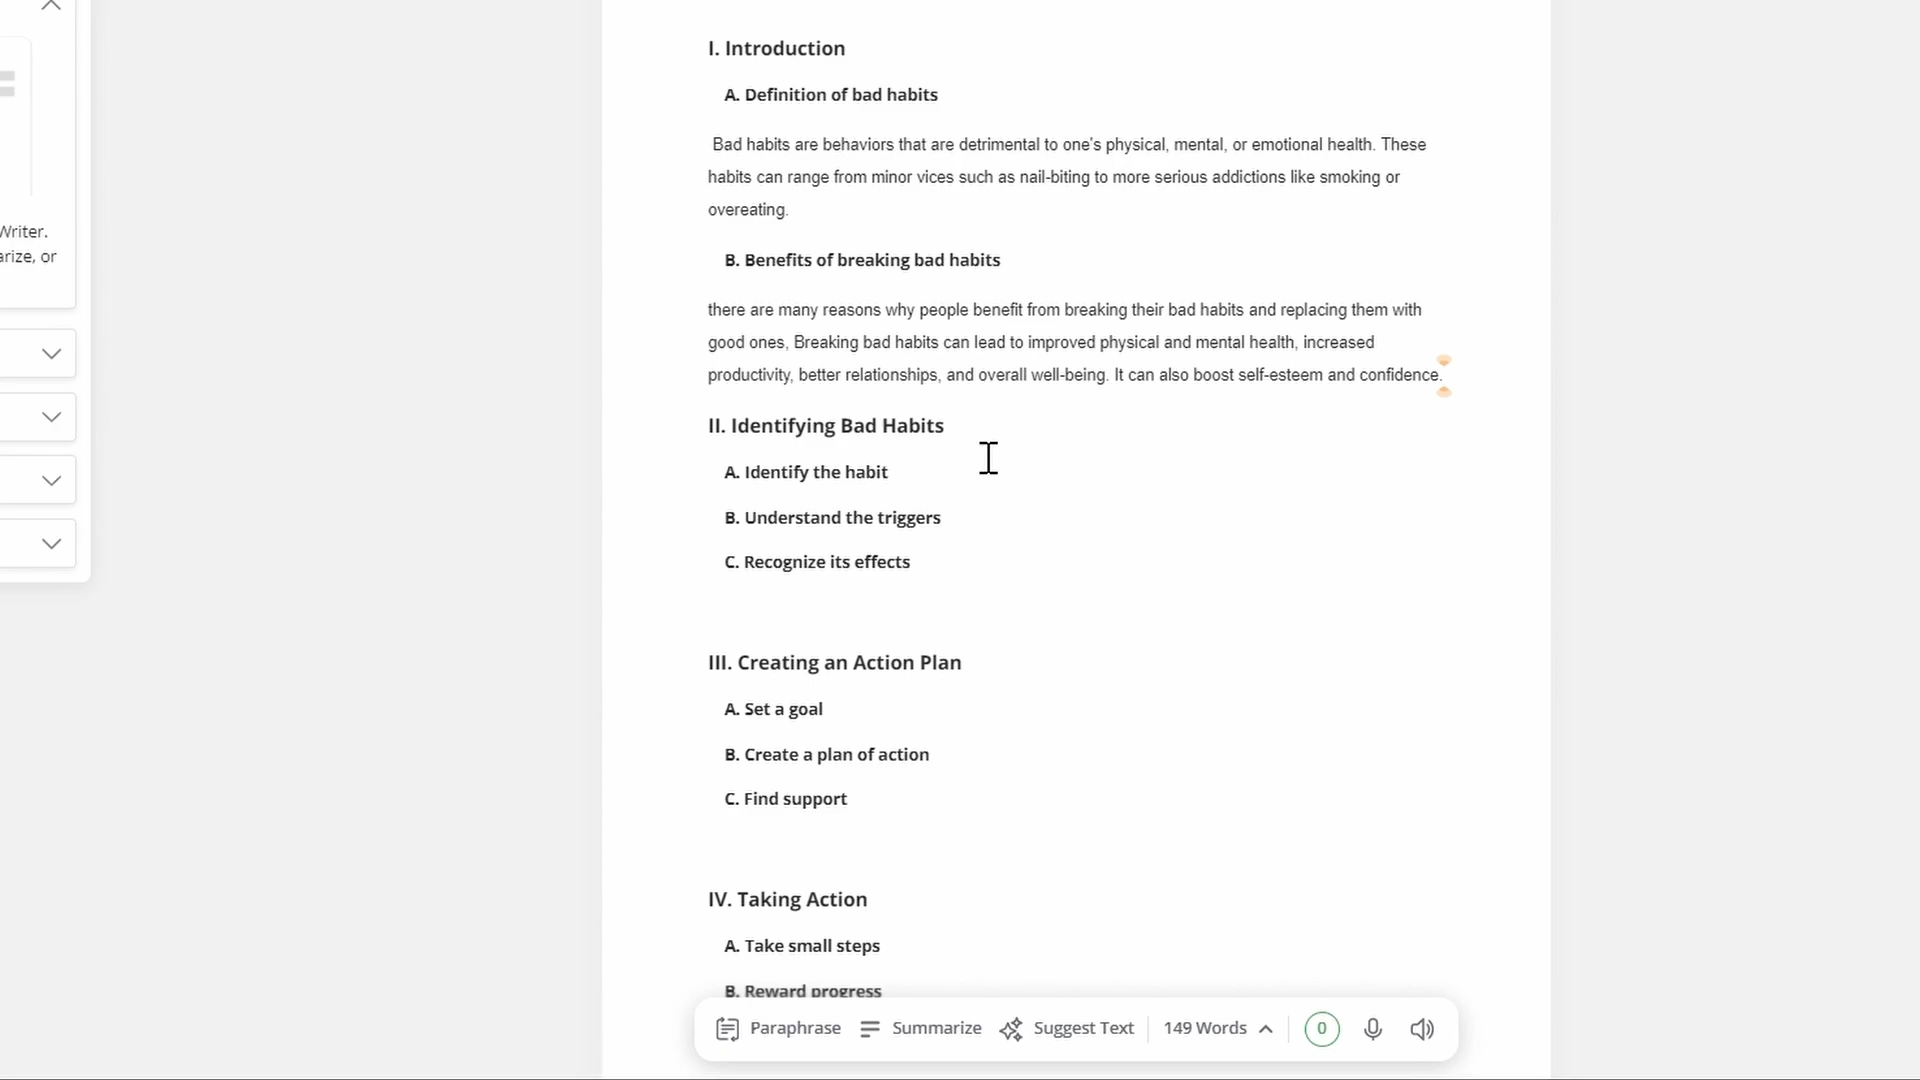 Writer.
arize, or
I. Introduction
A. Definition of bad habits
Bad habits are behaviors that are detrimental to one's physical, mental, or emotional health. These
habits can range from minor vices such as nail-biting to more serious addictions like smoking or
overeating.
B. Benefits of breaking bad habits
there are many reasons why people benefit from breaking their bad habits and replacing them with
good ones, Breaking bad habits can lead to improved physical and mental health, increased
productivity, better relationships, and overall well-being. It can also boost self-esteem and confidence.
II. Identifying Bad Habits
A. Identify the habit
B. Understand the triggers
C. Recognize its effects
III. Creating an Action Plan
A. Set a goal
B. Create a plan of action
C. Find support
IV. Taking Action
A. Take small steps
B. Reward progress
Paraphrase Summarize Suggest Text 149 Words 0